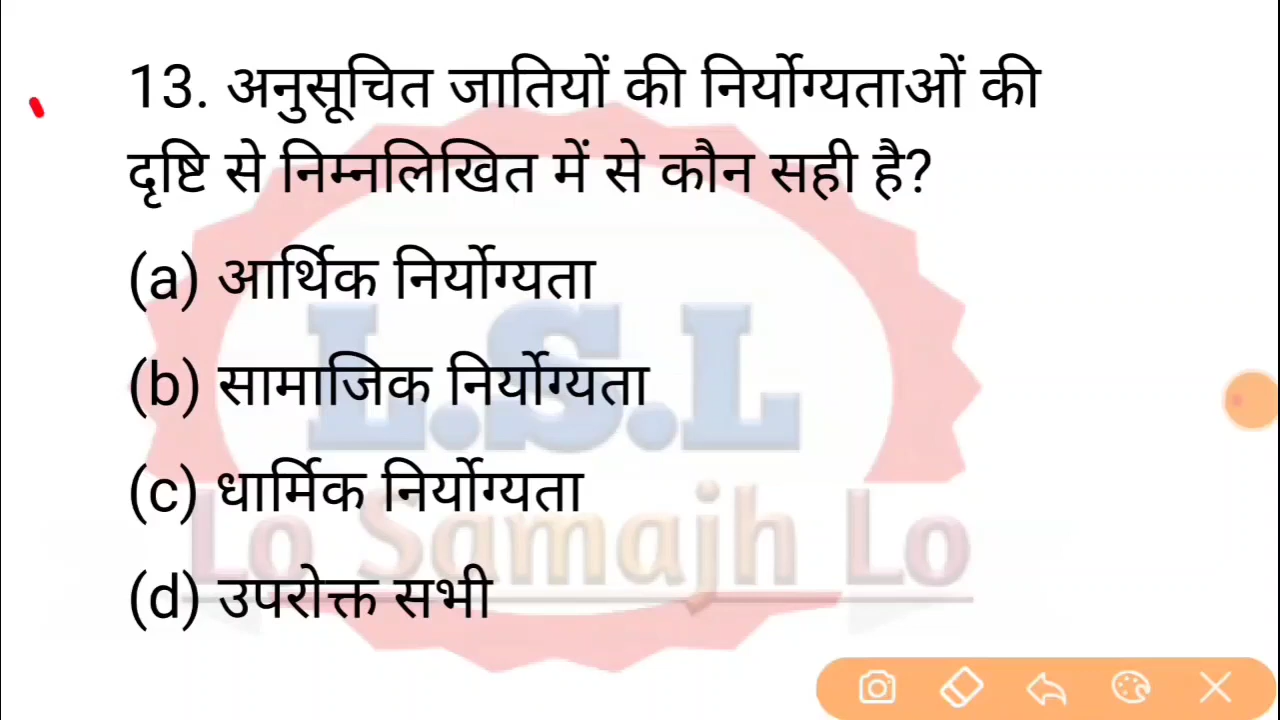 13. अनुसूचित जातियों की निर्योग्यताओं की
दृष्टि से निम्नलिखित में से कौन सही है?
(a) आर्थिक निर्योग्यता
(b) सामाजिक निर्योग्यता
L.S.L
(c) धार्मिक निर्योग्यता
Lo Samajh Lo
(d) उपरोक्त सभी